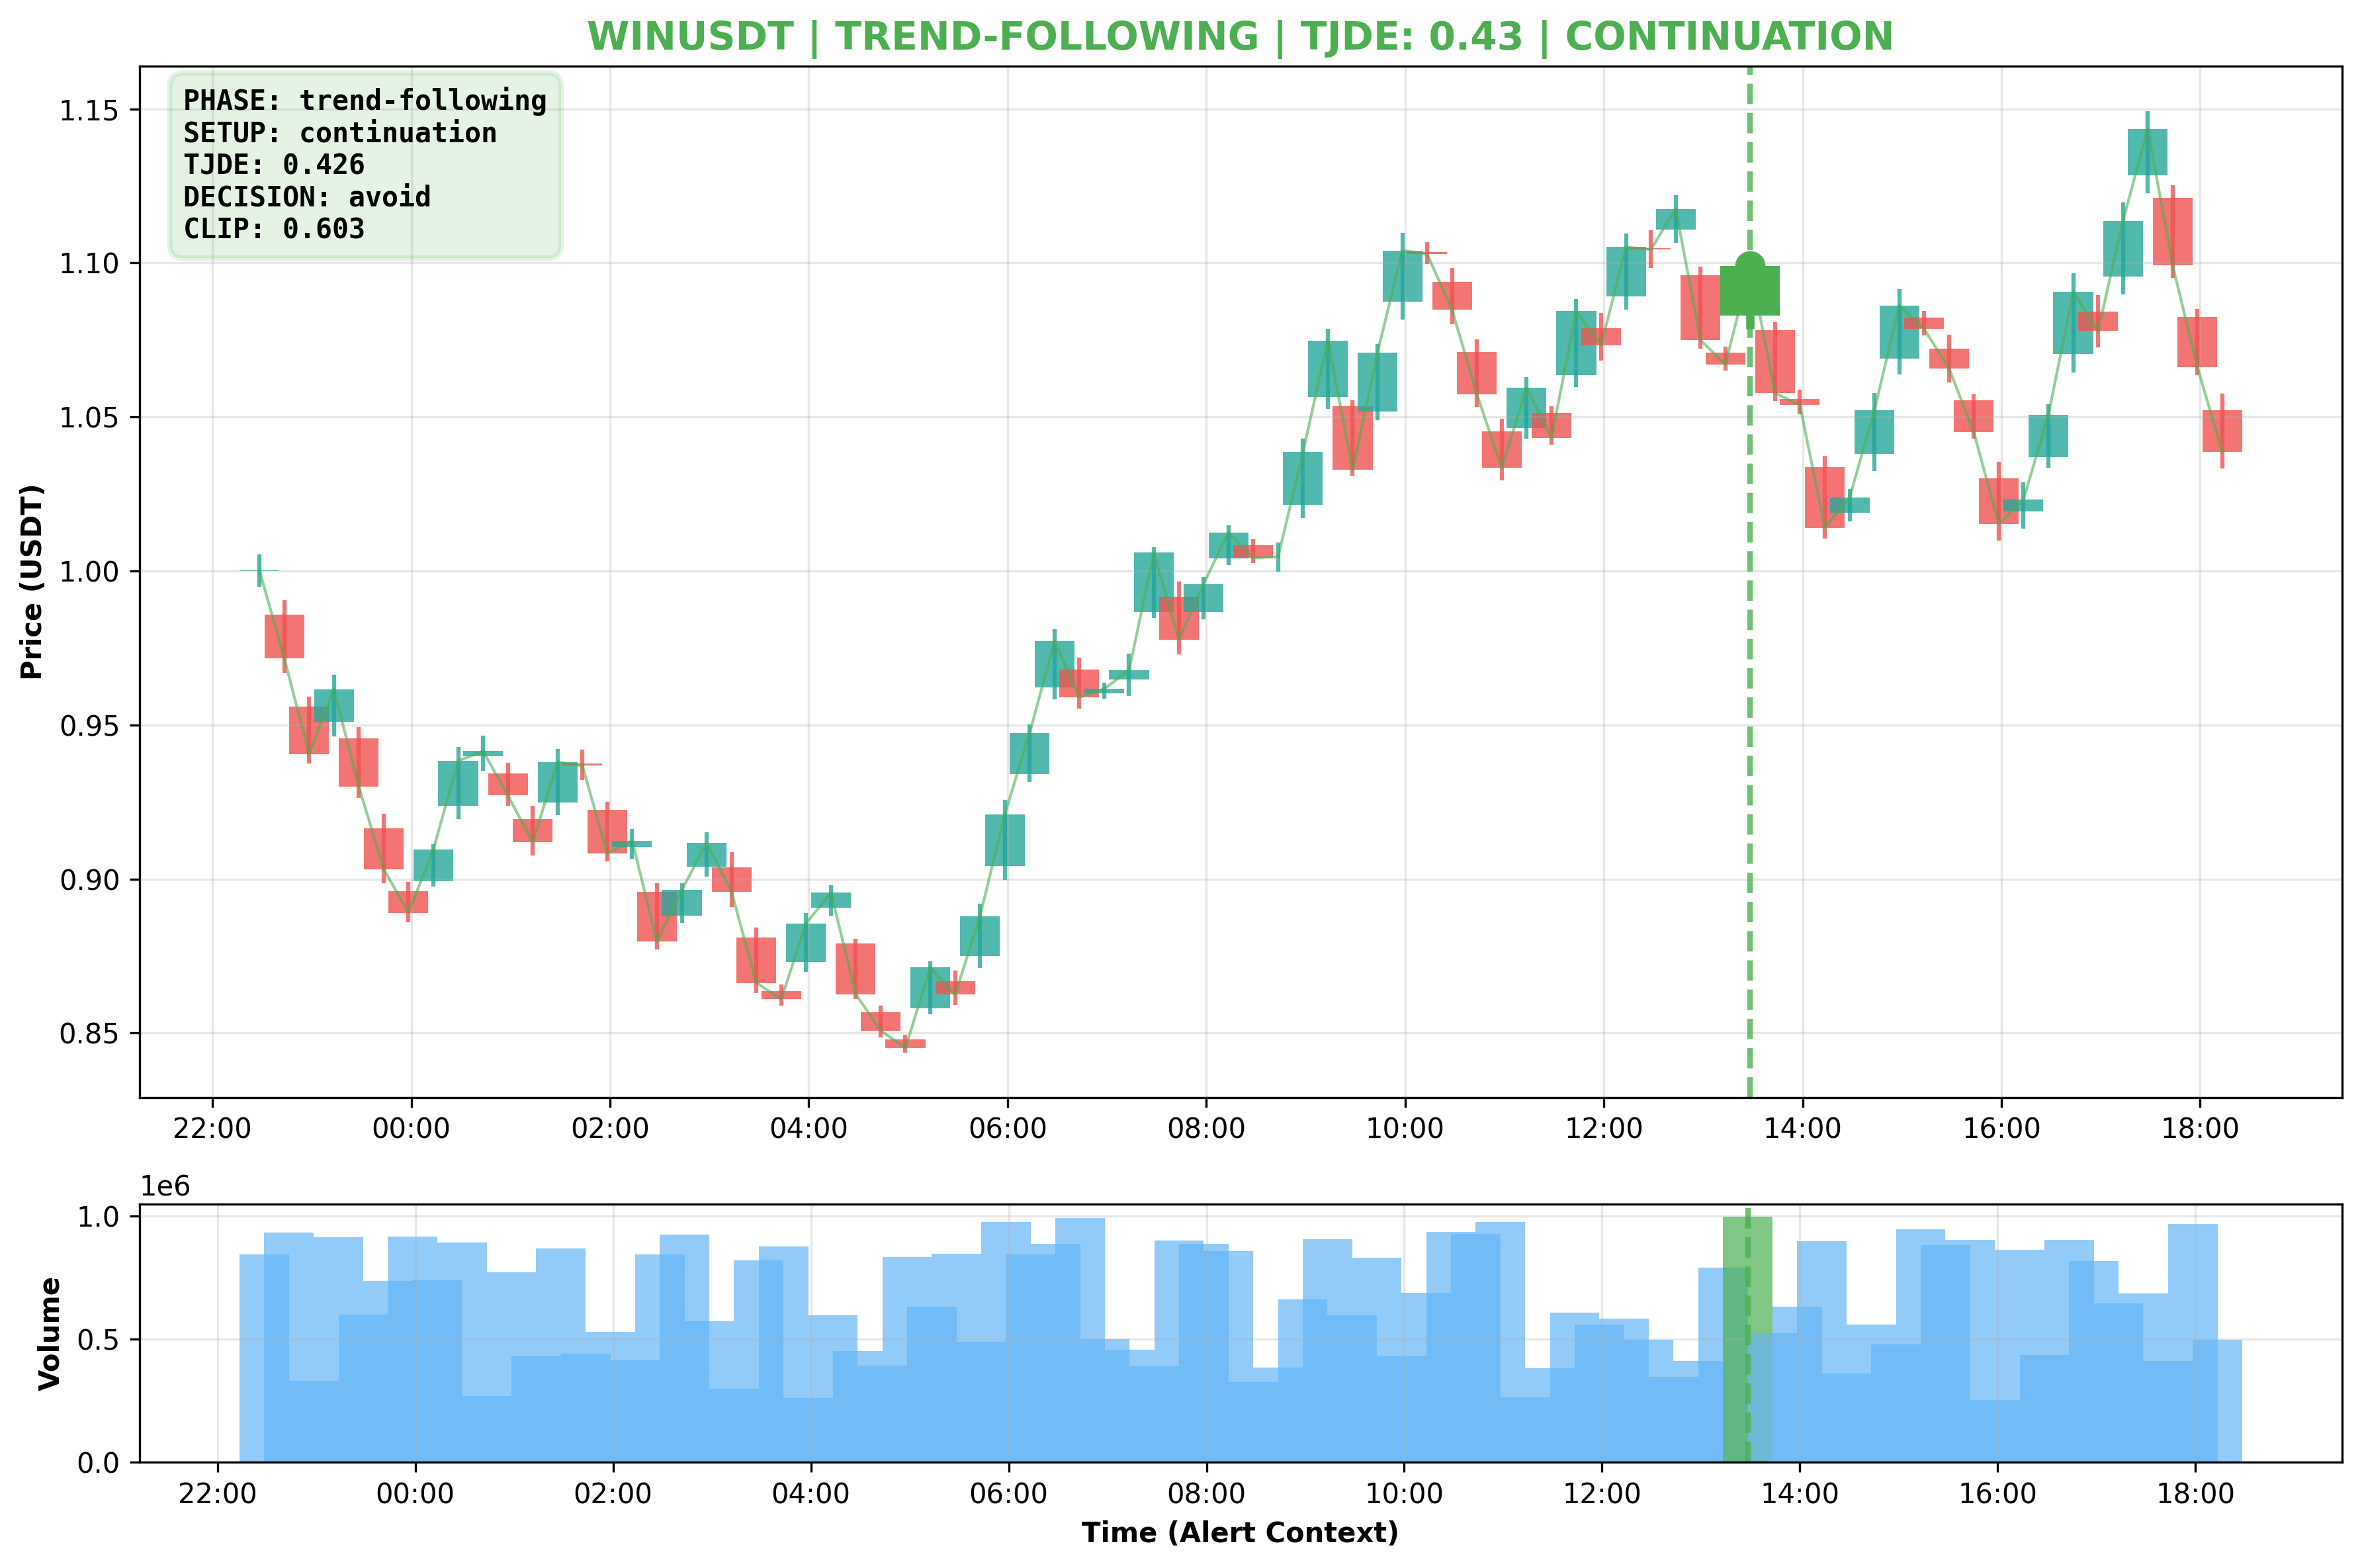 WINUSDT | TREND-FOLLOWING | TJDE: 0.43 | CONTINUATION
PHASE: trend-following
SETUP: continuation
TJDE: 0.426
DECISION: avoid
CLIP: 0.603
Price (USDT)
1.15
1.10
1.05
1.00
0.95
0.90
0.85
22:00 00:00 02:00 04:00 06:00 08:00 10:00 12:00 14:00 16:00 18:00
1e6
Volume
1.0
0.5
0.0
22:00 00:00 02:00 04:00 06:00 08:00 10:00 12:00 14:00 16:00 18:00
Time (Alert Context)